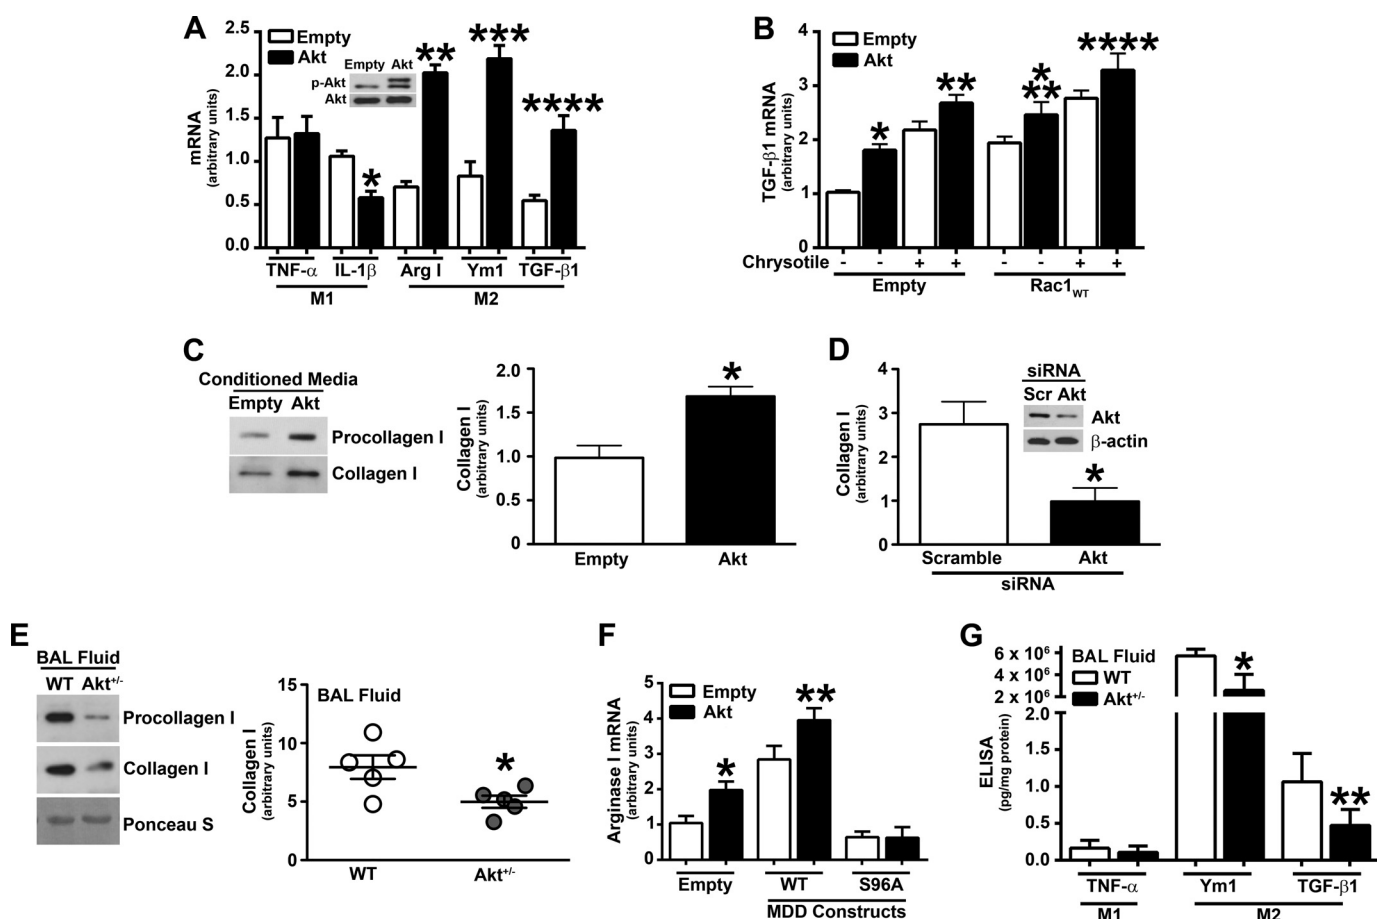 A
2.5
2.0
1.5
1.0
0.5
0.0
mRNA
(arbitrary units)
Empty
Akt
Empty Akt
p-Akt
Akt
*
**
***
****
TNF-α IL-1β Arg I Ym1 TGF-β1
M1 M2
B
4
3
2
1
0
TGF-β1 mRNA
(arbitrary units)
Empty
Akt
*
**
*
**
****
Chrysotile - - + + - - + +
Empty Rac1WT
C
Conditioned Media
Empty Akt
Procollagen I
Collagen I
2.0
1.5
1.0
0.5
0
Collagen I
(arbitrary units)
*
Empty Akt
D
4
3
2
1
0
Collagen I
(arbitrary units)
siRNA
Scr Akt
Akt
β-actin
*
Scramble Akt
siRNA
E
BAL Fluid
WT Akt+/-
Procollagen I
Collagen I
Ponceau S
15
10
5
0
Collagen I
(arbitrary units)
BAL Fluid
*
WT Akt+/-
F
5
4
3
2
1
0
Arginase I mRNA
(arbitrary units)
Empty
Akt
*
**
Empty WT S96A
MDD Constructs
G
6 x 10⁶
4 x 10⁶
2 x 10⁶
2.0
1.5
1.0
0.5
0.0
ELISA
(pg/mg protein)
BAL Fluid
WT
Akt+/-
*
**
TNF-α Ym1 TGF-β1
M1 M2